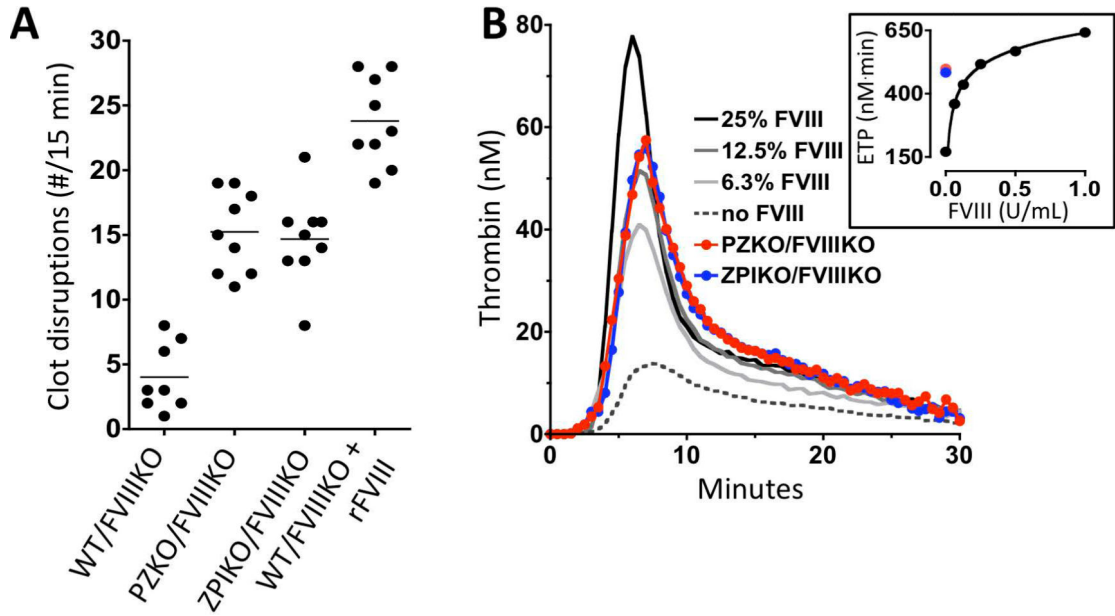 A
Clot disruptions (#/15 min)
30
25
20
15
10
5
0
WT/FVIIIKO
PZKO/FVIIIKO
ZPIKO/FVIIIKO
WT/FVIIIKO +
rFVIII
B
Thrombin (nM)
80
60
40
20
0
0
10
20
30
Minutes
25% FVIII
12.5% FVIII
6.3% FVIII
no FVIII
PZKO/FVIIIKO
ZPIKO/FVIIIKO
ETP (nM·min)
650
400
150
0.0
0.5
1.0
FVIII (U/mL)